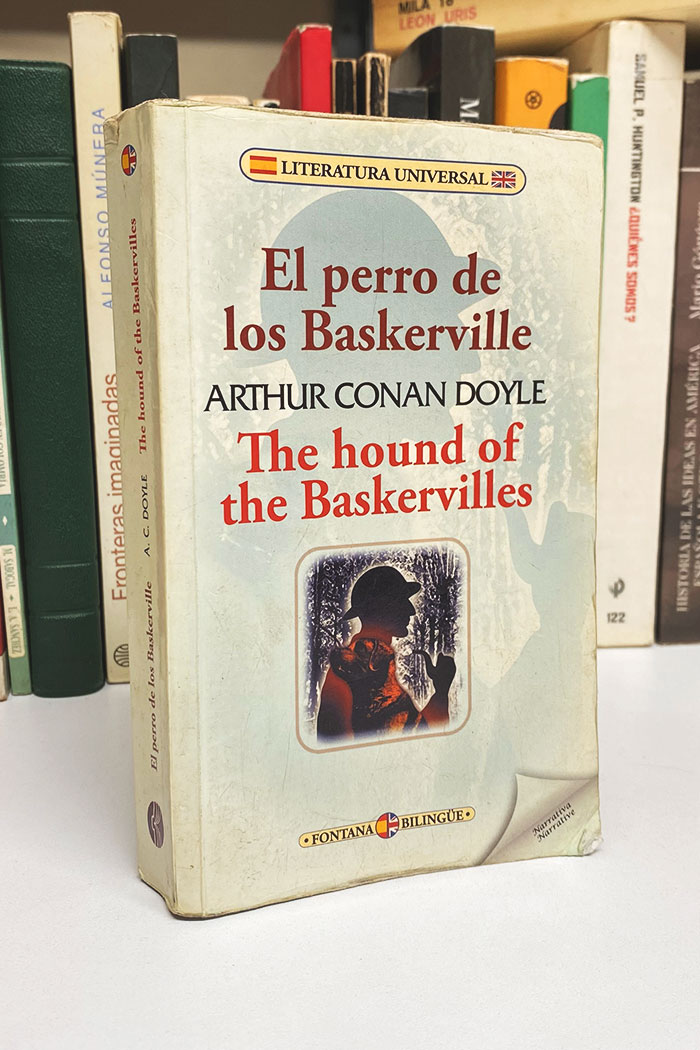 MILA 18
LEON URIS
ALFONSO MÚNERA
Fronteras imaginadas
The hound of the Baskervilles
A. C. DOYLE
El perro de los Baskerville
LITERATURA UNIVERSAL
El perro de
los Baskerville
ARTHUR CONAN DOYLE
The hound of
the Baskervilles
FONTANA BILINGÜE
Narrativa
Narrative
SAMUEL P. HUNTINGTON ¿QUIÉNES SOMOS?
122
HISTORIA DE LAS IDEAS EN AMÉRICA